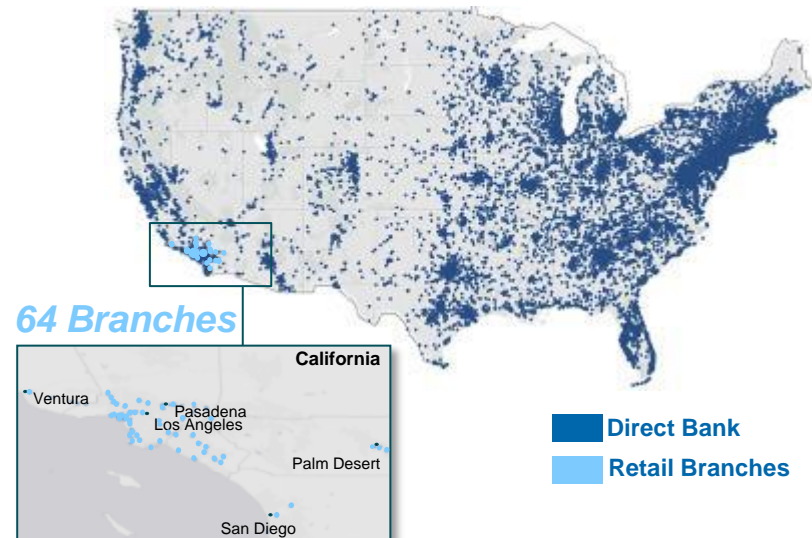 64 Branches
California
Ventura
Pasadena
Los Angeles
Palm Desert
San Diego
Direct Bank
Retail Branches